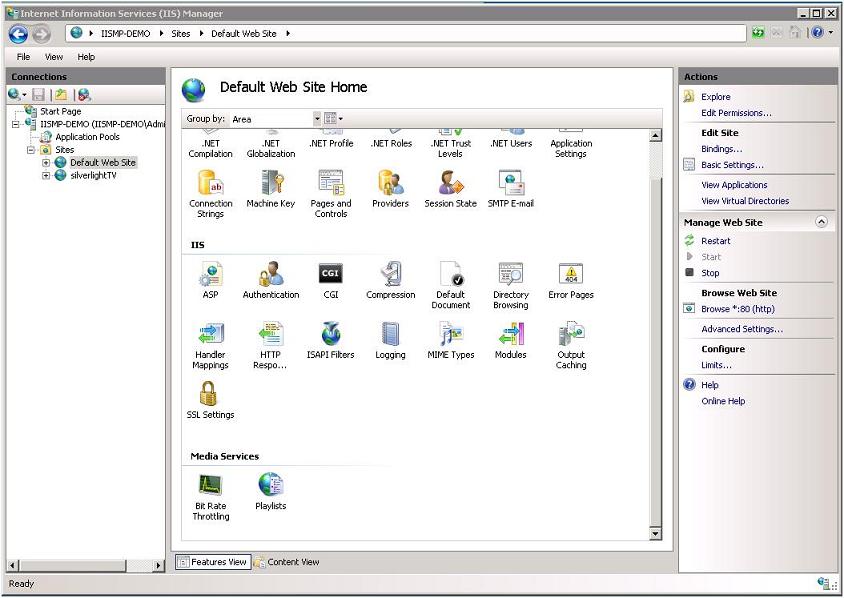 Internet Information Services (IIS) Manager
IISMP-DEMO
Sites
Default Web Site
File View Help
Connections
Start Page
IISMP-DEMO (IISMP-DEMO\Admi
Application Pools
Sites
Default Web Site
silverlightTV
Default Web Site Home
Group by: Area
.NET Compilation
.NET Globalization
.NET Profile
.NET Roles
.NET Trust Levels
.NET Users
Application Settings
Connection Strings
Machine Key
Pages and Controls
Providers
Session State
SMTP E-mail
IIS
ASP
Authentication
CGI
CGI
Compression
Default Document
Directory Browsing
404
Error Pages
Handler Mappings
HTTP Respo...
ISAPI Filters
Logging
MIME Types
Modules
Output Caching
SSL Settings
Media Services
Bit Rate Throttling
Playlists
Features View
Content View
Actions
Explore
Edit Permissions...
Edit Site
Bindings...
Basic Settings...
View Applications
View Virtual Directories
Manage Web Site
Restart
Start
Stop
Browse Web Site
Browse *:80 (http)
Advanced Settings...
Configure
Limits...
Help
Online Help
Ready